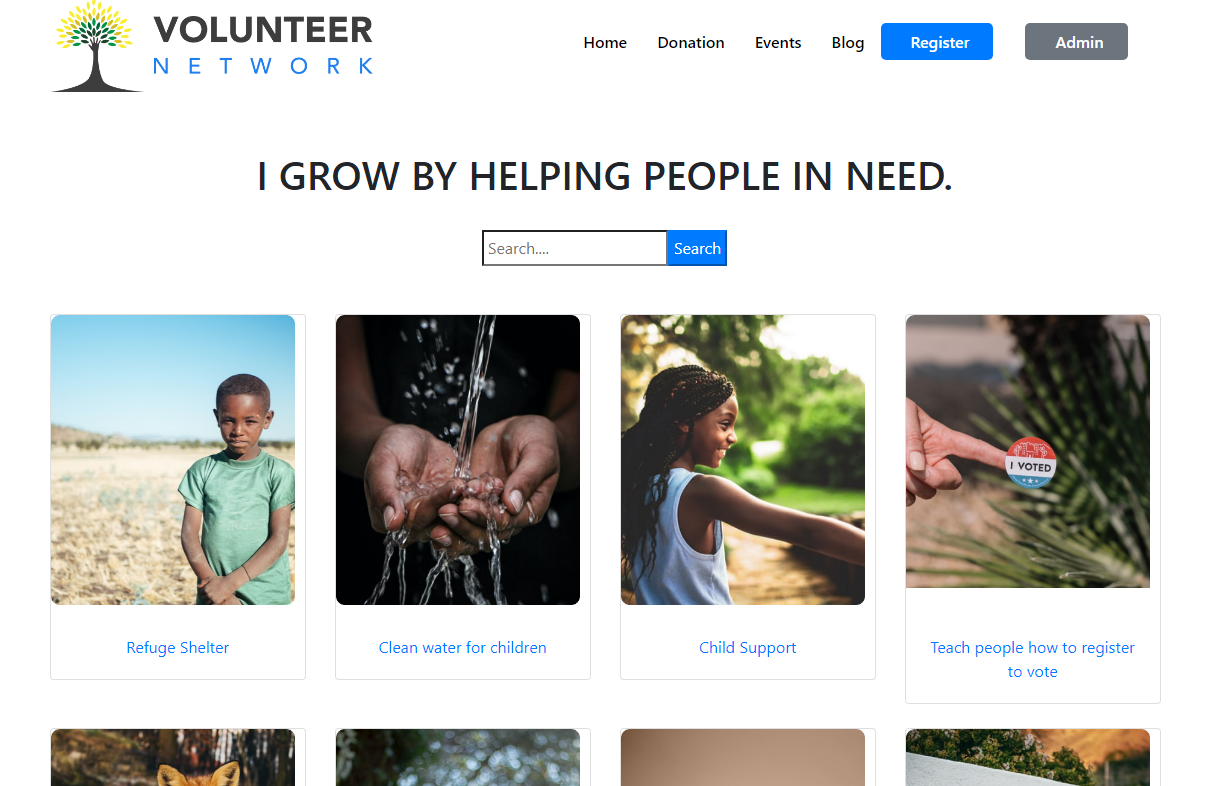 VOLUNTEER
NETWORK
Home Donation Events Blog Register Admin
I GROW BY HELPING PEOPLE IN NEED.
Search.... Search
I VOTED
Refuge Shelter
Clean water for children
Child Support
Teach people how to register
to vote